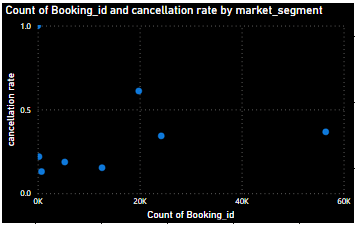 Count of Booking_id and cancellation rate by market_segment
1.0
cancellation rate
0.5
0.0
0K
20K
40K
60K
Count of Booking_id